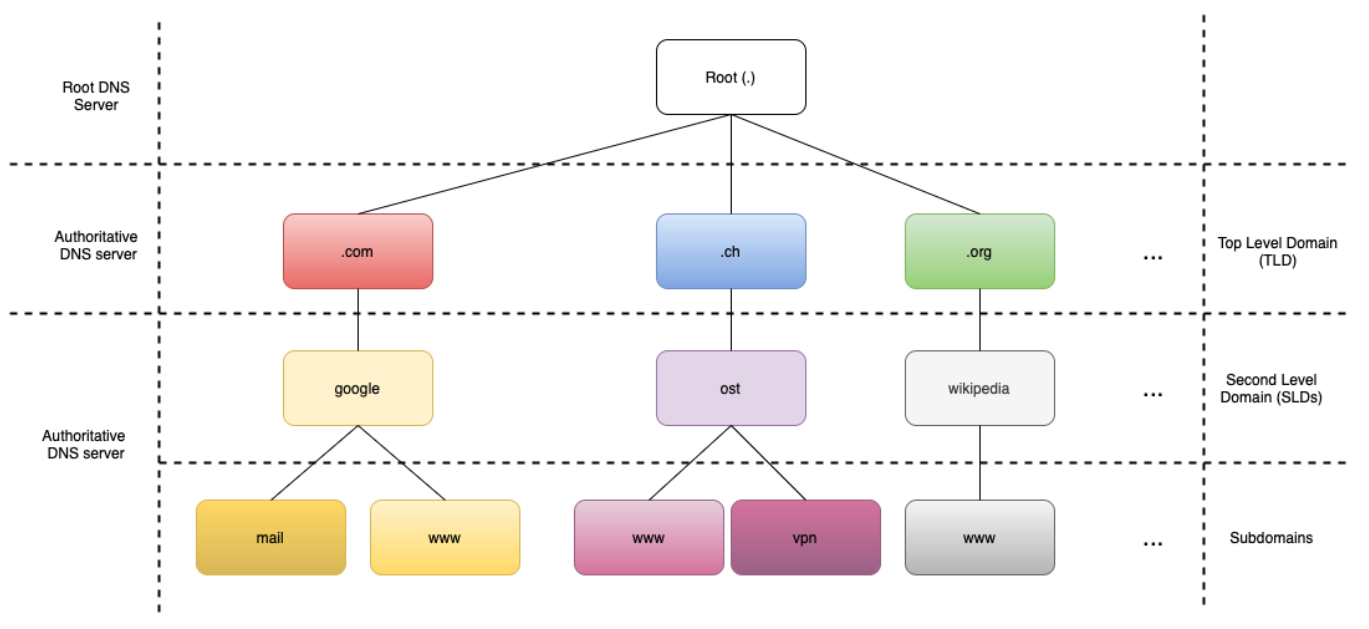 Root DNS
Server
Root (.)
Authoritative
DNS server
.com
.ch
.org
...
Top Level Domain
(TLD)
Authoritative
DNS server
google
ost
wikipedia
...
Second Level
Domain (SLDs)
mail
www
www
vpn
www
...
Subdomains